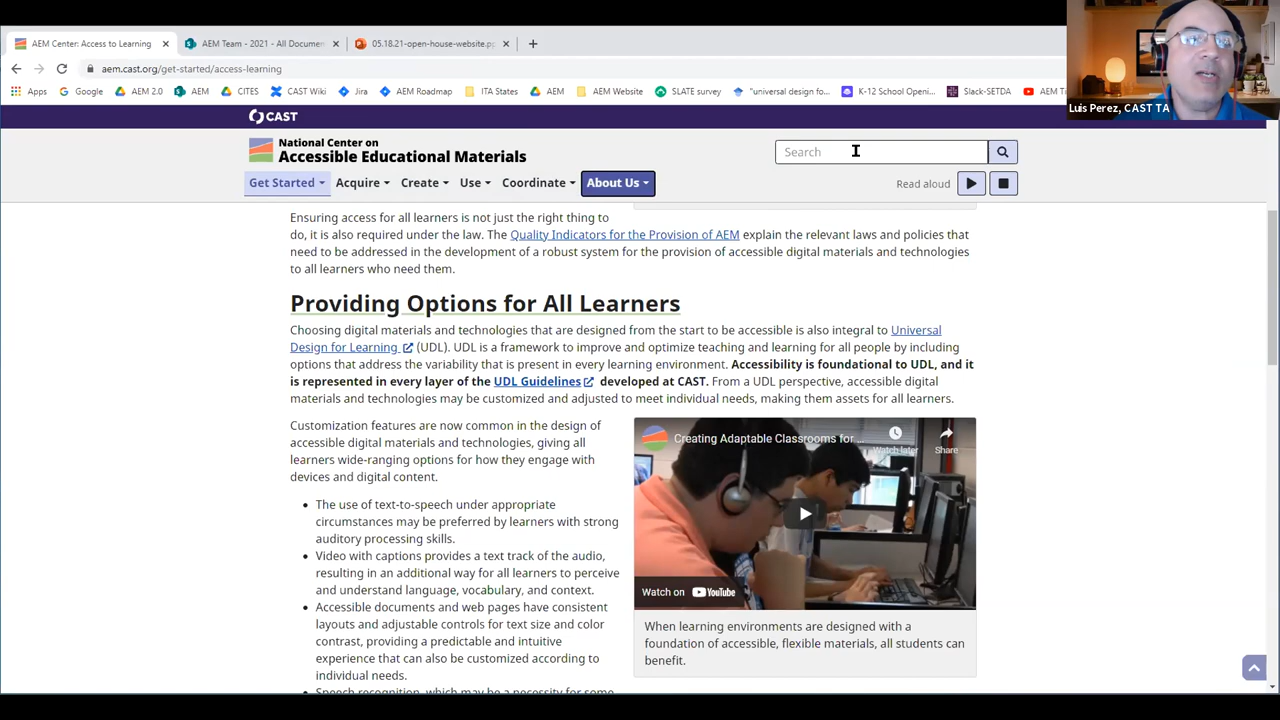 AEM Center: Access to Learning
AEM Team - 2021 - All Documen
05.18.21-open-house-website.pp
aem.cast.org/get-started/access-learning
Apps
Google
AEM 2.0
AEM
CITES
CAST Wiki
Jira
AEM Roadmap
ITA States
AEM
AEM Website
SLATE survey
"universal design fo...
K-12 School Openi...
Slack-SETDA
AEM Ti
Luis Perez, CAST TA
CAST
National Center on
Accessible Educational Materials
Search
Get Started
Acquire
Create
Use
Coordinate
About Us
Read aloud
Ensuring access for all learners is not just the right thing to
do, it is also required under the law. The Quality Indicators for the Provision of AEM explain the relevant laws and policies that
need to be addressed in the development of a robust system for the provision of accessible digital materials and technologies
to all learners who need them.
Providing Options for All Learners
Choosing digital materials and technologies that are designed from the start to be accessible is also integral to Universal
Design for Learning (UDL). UDL is a framework to improve and optimize teaching and learning for all people by including
options that address the variability that is present in every learning environment. Accessibility is foundational to UDL, and it
is represented in every layer of the UDL Guidelines developed at CAST. From a UDL perspective, accessible digital
materials and technologies may be customized and adjusted to meet individual needs, making them assets for all learners.
Customization features are now common in the design of
accessible digital materials and technologies, giving all
learners wide-ranging options for how they engage with
devices and digital content.
The use of text-to-speech under appropriate
circumstances may be preferred by learners with strong
auditory processing skills.
Video with captions provides a text track of the audio,
resulting in an additional way for all learners to perceive
and understand language, vocabulary, and context.
Accessible documents and web pages have consistent
layouts and adjustable controls for text size and color
contrast, providing a predictable and intuitive
experience that can also be customized according to
individual needs.
Speech recognition, which may be a necessity for some
Creating Adaptable Classrooms for ...
Watch later
Share
Watch on YouTube
When learning environments are designed with a
foundation of accessible, flexible materials, all students can
benefit.